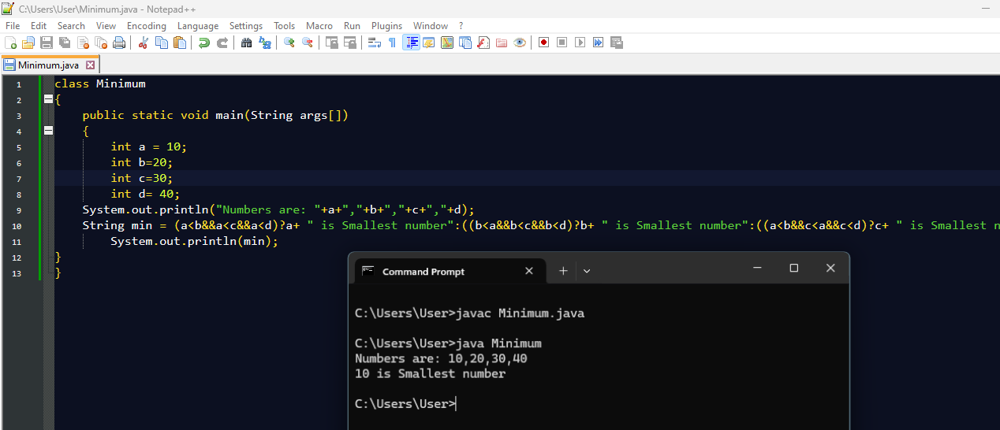 C:\Users\User\Minimum.java - Notepad++
File Edit Search View Encoding Language Settings Tools Macro Run Plugins Window ?
Minimum.java
1 class Minimum
2 {
3 public static void main(String args[])
4 {
5 int a = 10;
6 int b=20;
7 int c=30;
8 int d= 40;
9 System.out.println("Numbers are: "+a+","+b+","+c+","+d);
10 String min = (a<b&&a<c&&a<d)?a+ " is Smallest number":((b<a&&b<c&&b<d)?b+ " is Smallest number":((a<b&&c<a&&c<d)?c+ " is Smallest n
11 System.out.println(min);
12 }
13 }
Command Prompt
C:\Users\User>javac Minimum.java
C:\Users\User>java Minimum
Numbers are: 10,20,30,40
10 is Smallest number
C:\Users\User>